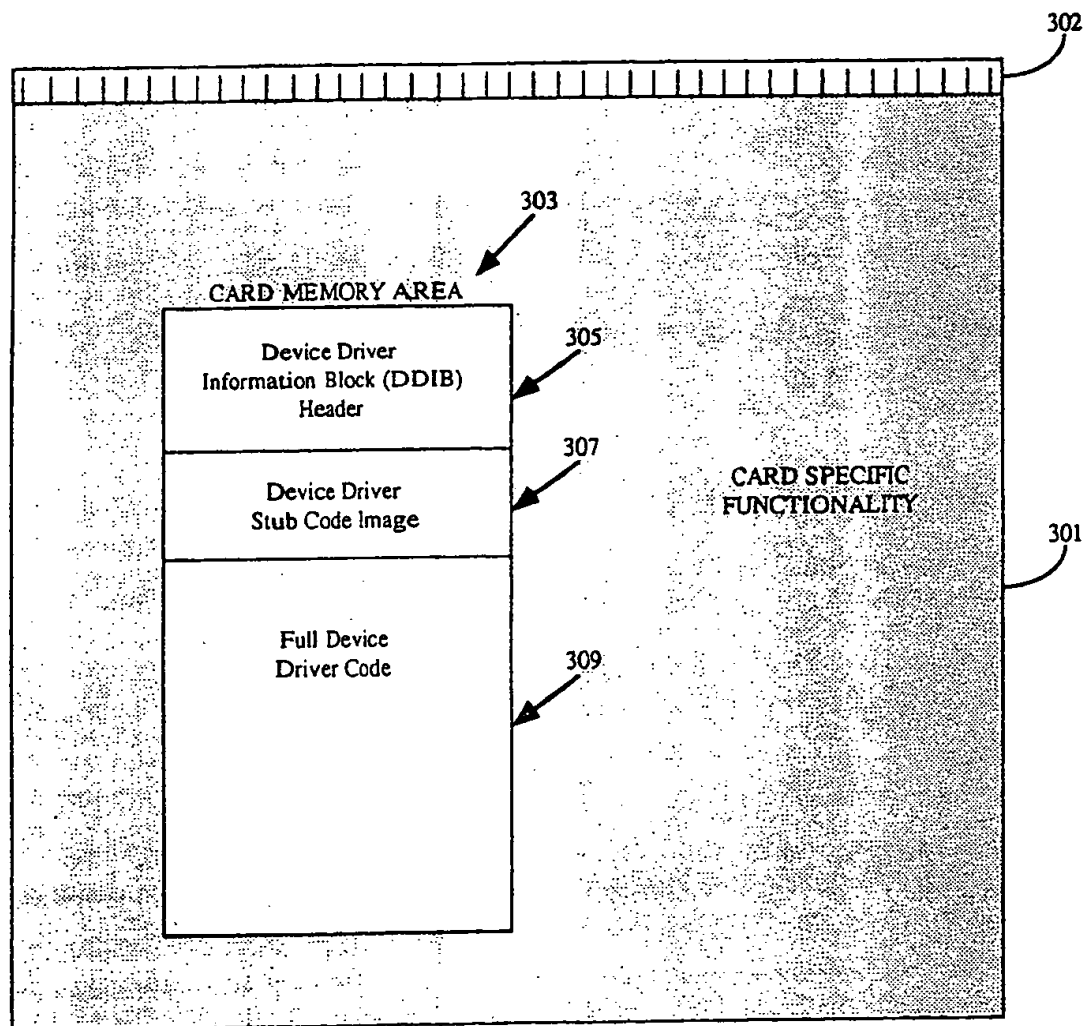 302
303
CARD MEMORY AREA
Device Driver
Information Block (DDIB)
Header
305
307
Device Driver
Stub Code Image
CARD SPECIFIC
FUNCTIONALITY
301
Full Device
Driver Code
309